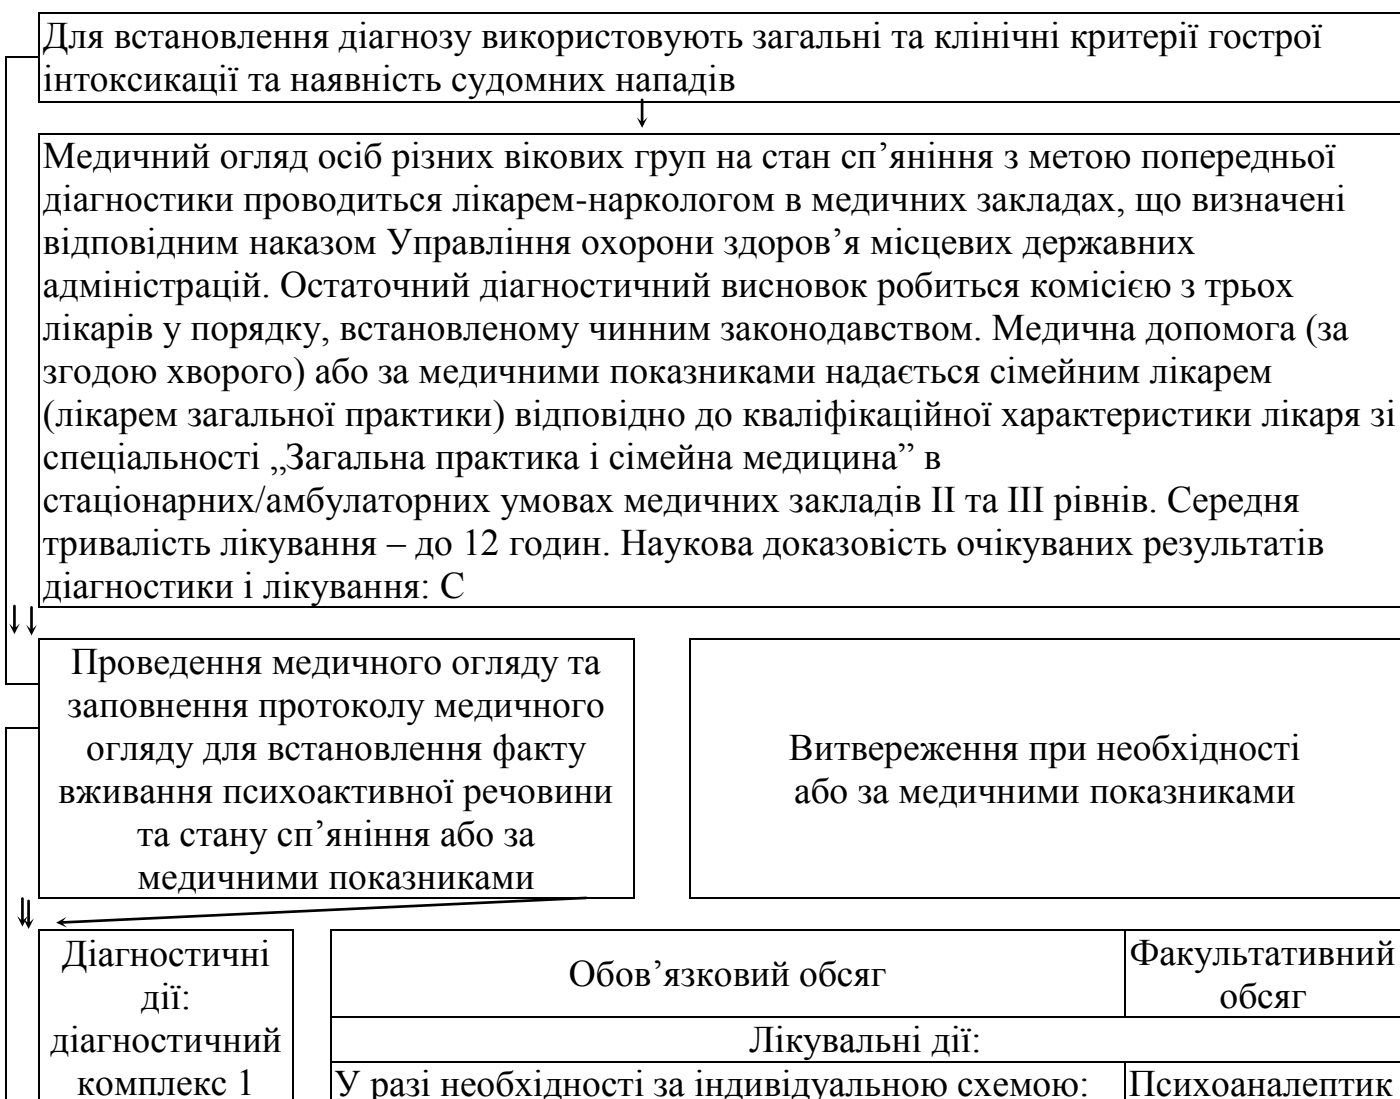 Для встановлення діагнозу використовують загальні та клінічні критерії гострої
інтоксикації та наявність судомних нападів
Медичний огляд осіб різних вікових груп на стан сп’яніння з метою попередньої
діагностики проводиться лікарем-наркологом в медичних закладах, що визначені
відповідним наказом Управління охорони здоров’я місцевих державних
адміністрацій. Остаточний діагностичний висновок робиться комісією з трьох
лікарів у порядку, встановленому чинним законодавством. Медична допомога (за
згодою хворого) або за медичними показниками надається сімейним лікарем
(лікарем загальної практики) відповідно до кваліфікаційної характеристики лікаря зі
спеціальності „Загальна практика і сімейна медицина” в
стаціонарних/амбулаторних умовах медичних закладів ІІ та ІІІ рівнів. Середня
тривалість лікування – до 12 годин. Наукова доказовість очікуваних результатів
діагностики і лікування: С
Проведення медичного огляду та
заповнення протоколу медичного
огляду для встановлення факту
вживання психоактивної речовини
та стану сп’яніння або за
медичними показниками
Витвереження при необхідності
або за медичними показниками
Діагностичні
дії:
діагностичний
комплекс 1
Обов’язковий обсяг
Факультативний
обсяг
Лікувальні дії:
У разі необхідності за індивідуальною схемою:
Психоаналептик